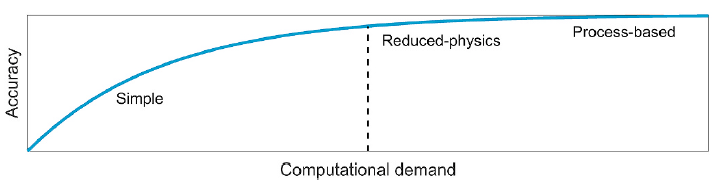 Process-based
Reduced-physics
Simple
Accuracy
Computational demand